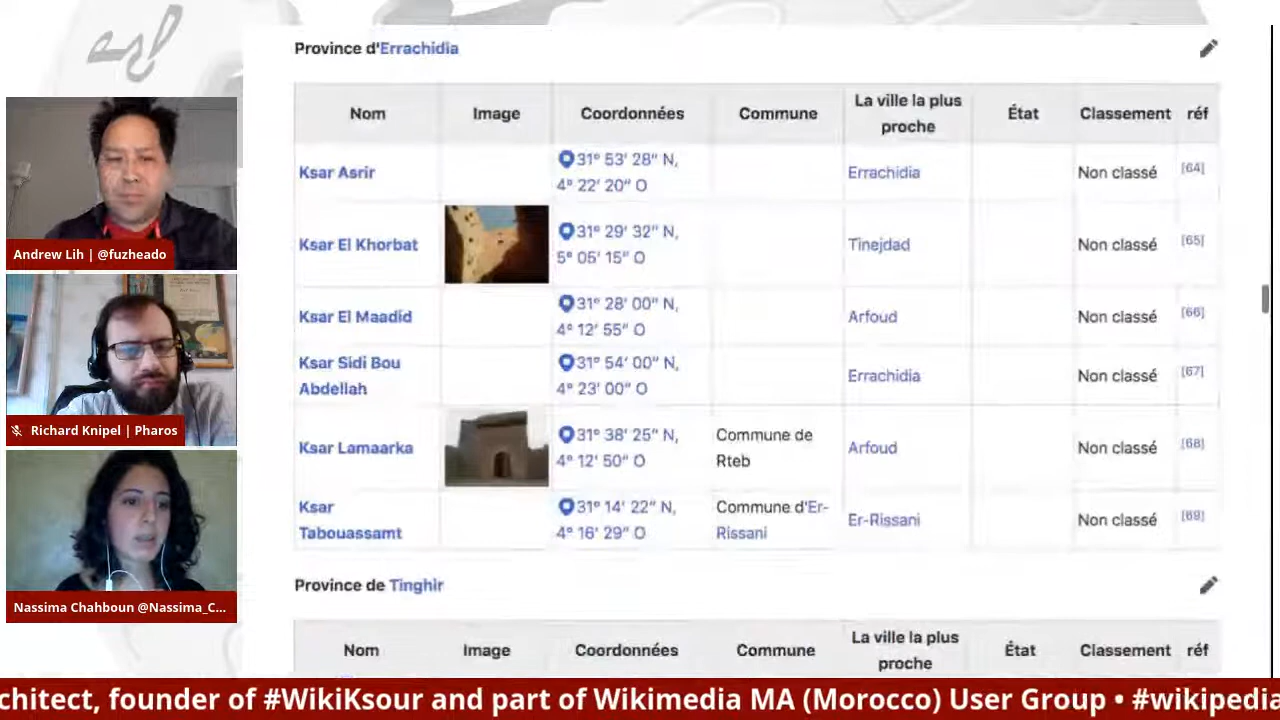 Province d'Errachidia
Nom Image Coordonnées Commune La ville la plus proche État Classement réf
Ksar Asrir 31° 53′ 28″ N, 4° 22′ 20″ O Errachidia Non classé [64]
Ksar El Khorbat 31° 29′ 32″ N, 5° 05′ 15″ O Tinejdad Non classé [65]
Ksar El Maadid 31° 28′ 00″ N, 4° 12′ 55″ O Arfoud Non classé [66]
Ksar Sidi Bou Abdellah 31° 54′ 00″ N, 4° 23′ 00″ O Errachidia Non classé [67]
Ksar Lamaarka 31° 38′ 25″ N, 4° 12′ 50″ O Commune de Rteb Arfoud Non classé [68]
Ksar Tabouassamt 31° 14′ 22″ N, 4° 16′ 29″ O Commune d'Er-Rissani Er-Rissani Non classé [69]
Province de Tinghir
Nom Image Coordonnées Commune La ville la plus proche État Classement réf
Andrew Lih | @fuzheado
Richard Knipel | Pharos
Nassima Chahboun @Nassima_C...
chitect, founder of #WikiKsour and part of Wikimedia MA (Morocco) User Group • #wikipedia